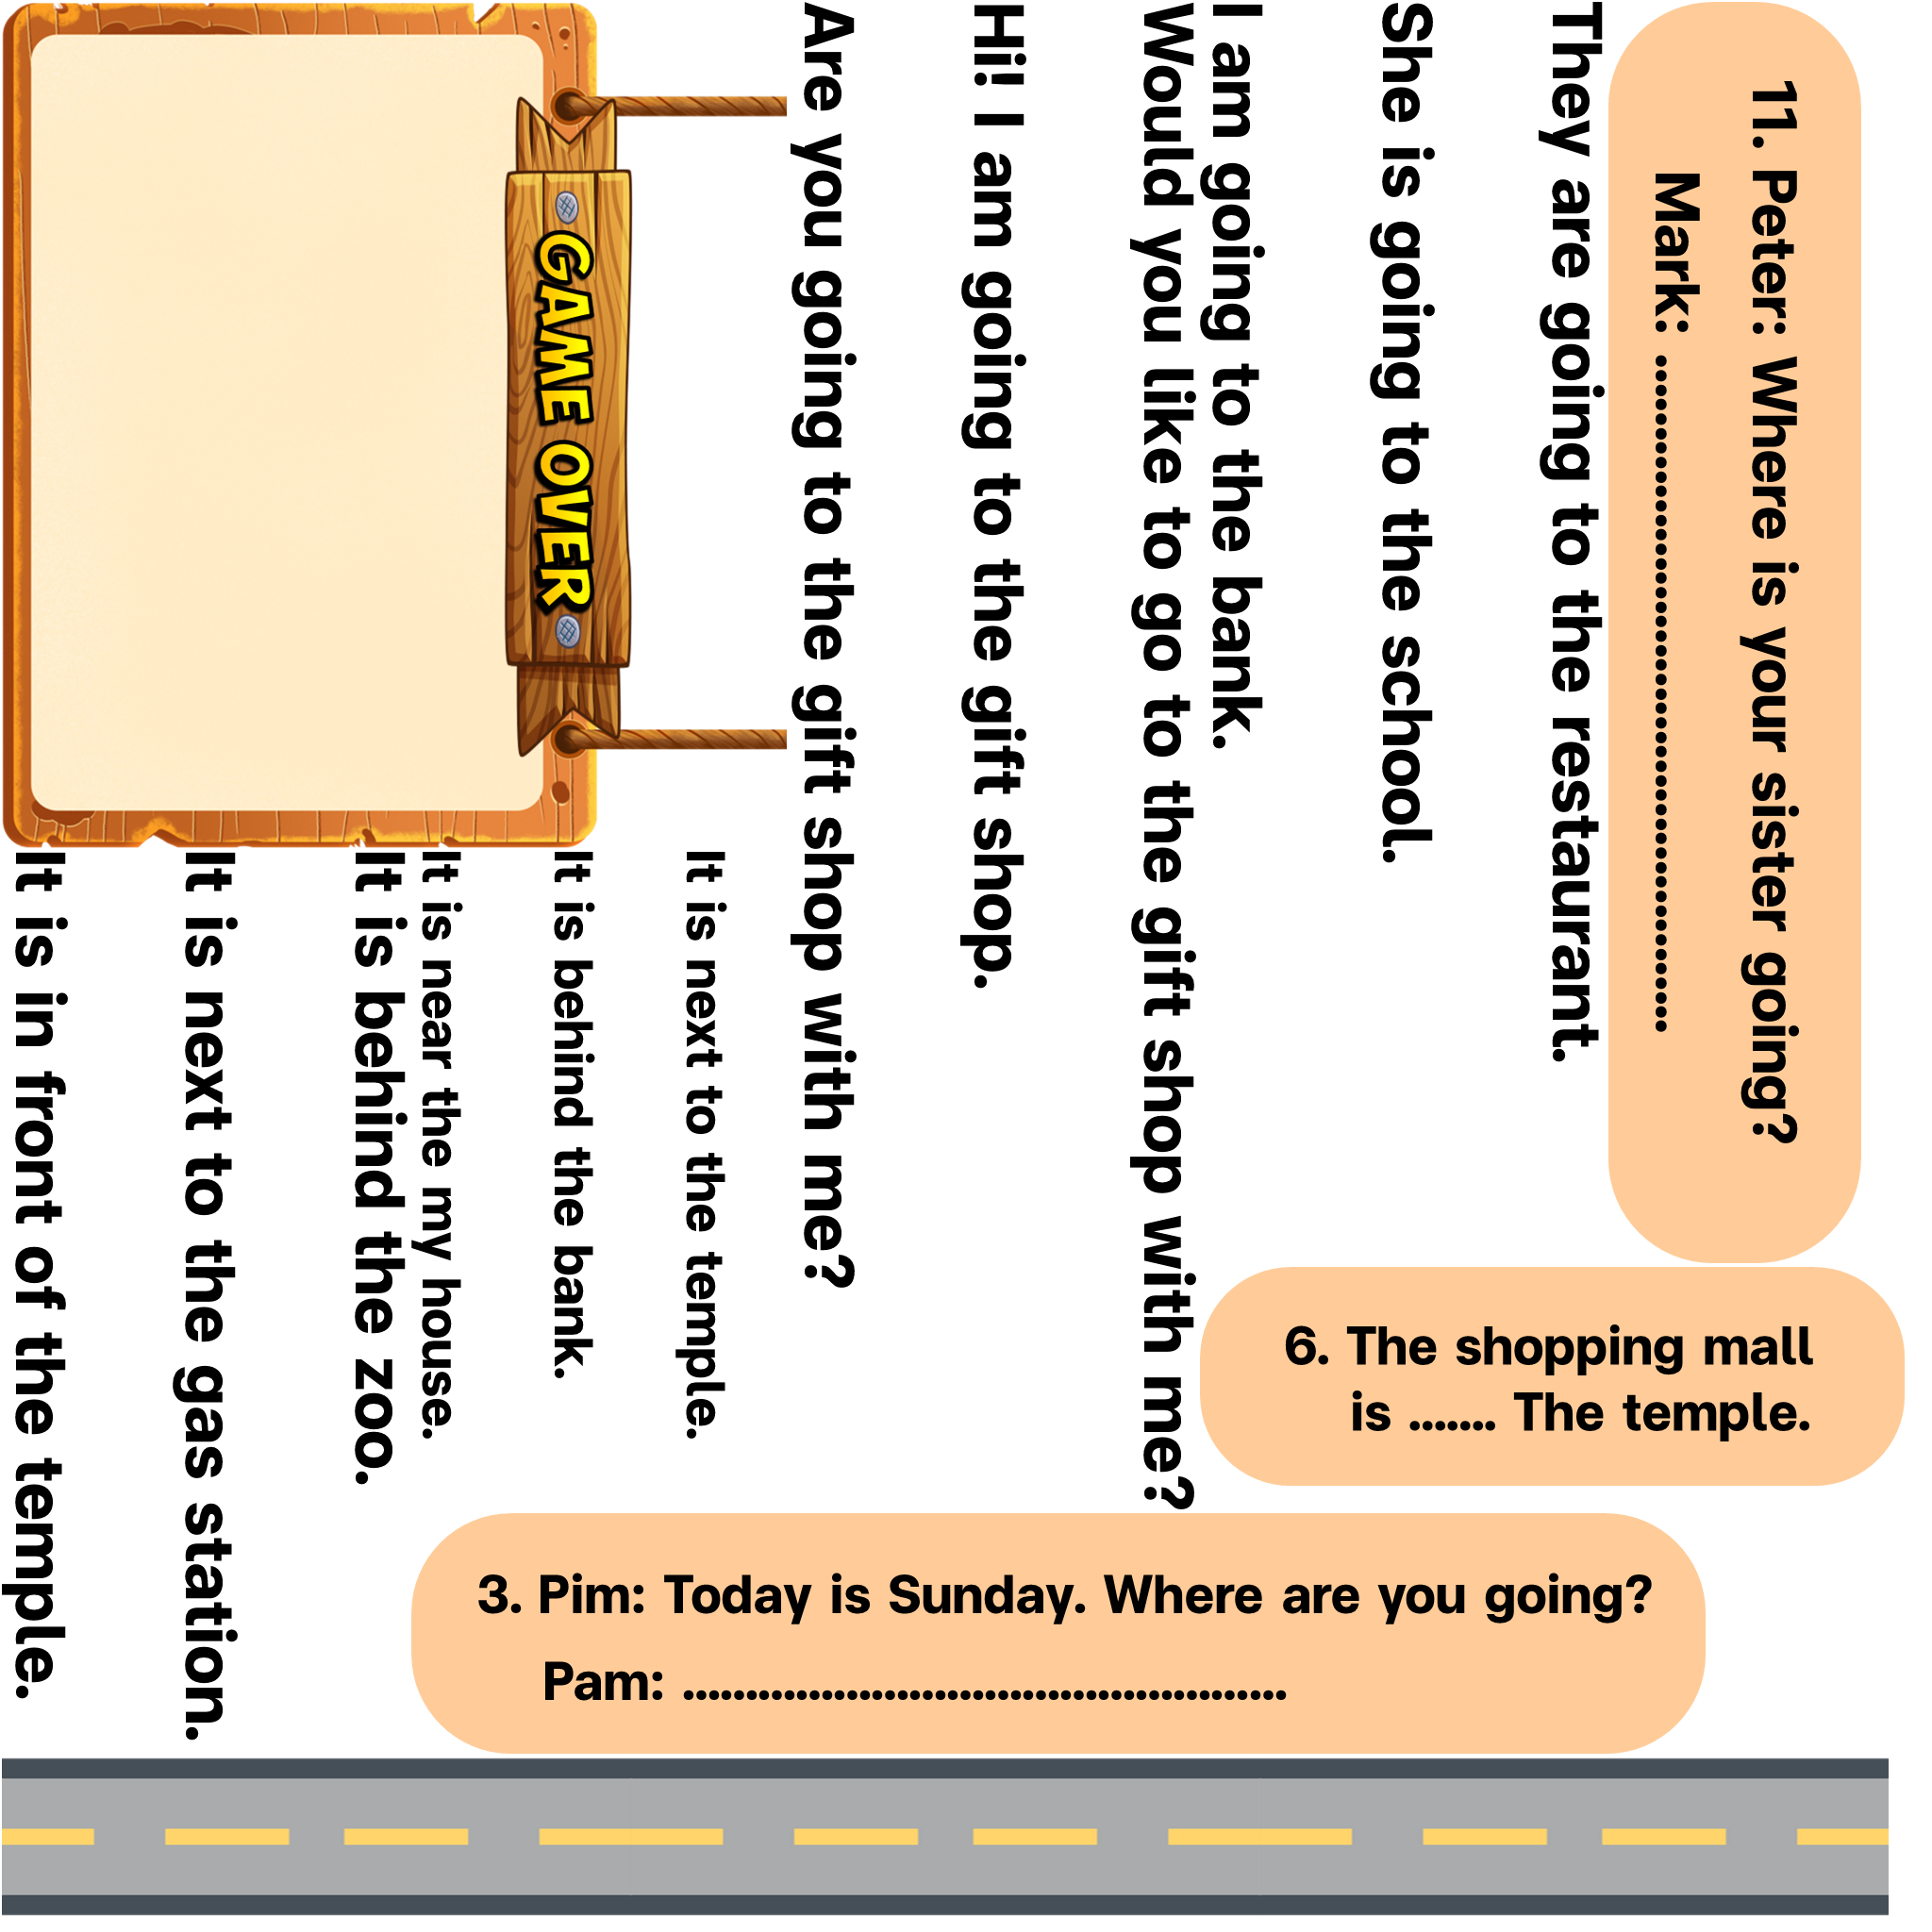 11. Peter: Where is your sister going?
Mark: ...............................................
They are going to the restaurant.
She is going to the school.
I am going to the bank.
Would you like to go to the gift shop with me?
Hi! I am going to the gift shop.
Are you going to the gift shop with me?
GAME OVER
It is next to the temple.
It is behind the bank.
It is near the my house.
It is behind the zoo.
It is next to the gas station.
It is in front of the temple.
6. The shopping mall
is ....... The temple.
3. Pim: Today is Sunday. Where are you going?
Pam: ................................................